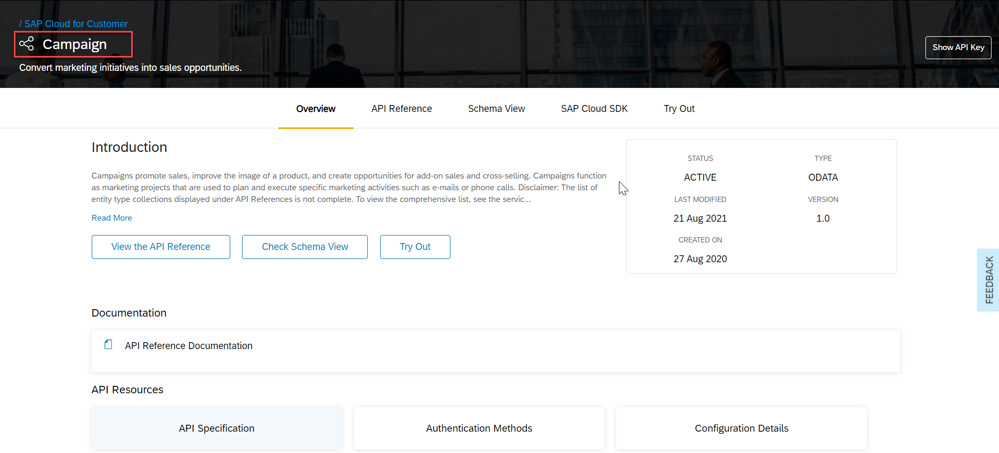 / SAP Cloud for Customer
Campaign
Convert marketing initiatives into sales opportunities.
Show API Key
Overview
API Reference
Schema View
SAP Cloud SDK
Try Out
Introduction
Campaigns promote sales, improve the image of a product, and create opportunities for add-on sales and cross-selling. Campaigns function
as marketing projects that are used to plan and execute specific marketing activities such as e-mails or phone calls. Disclaimer: The list of
entity type collections displayed under API References is not complete. To view the comprehensive list, see the servic...
Read More
View the API Reference
Check Schema View
Try Out
STATUS
ACTIVE
TYPE
ODATA
LAST MODIFIED
21 Aug 2021
VERSION
1.0
CREATED ON
27 Aug 2020
FEEDBACK
Documentation
API Reference Documentation
API Resources
API Specification
Authentication Methods
Configuration Details